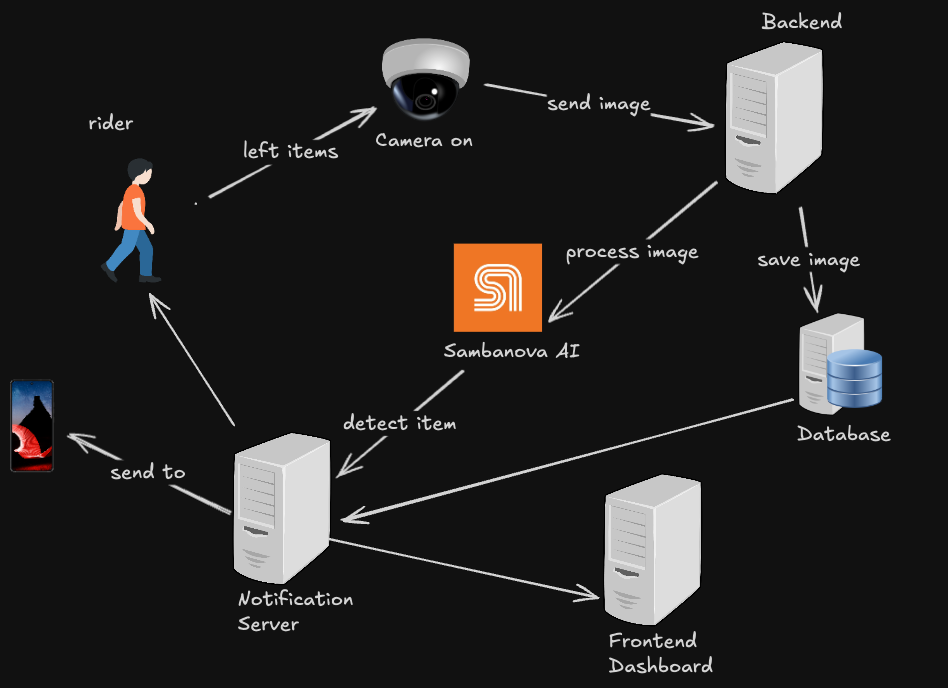 Backend
rider
Camera on
send image
left items
process image
save image
Sambanova AI
detect item
Database
send to
Notification
Server
Frontend
Dashboard